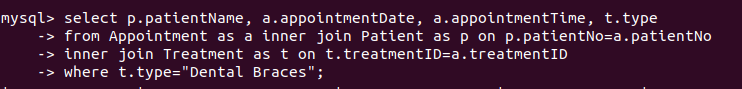 mysql> select p.patientName, a.appointmentDate, a.appointmentTime, t.type
-> from Appointment as a inner join Patient as p on p.patientNo=a.patientNo
-> inner join Treatment as t on t.treatmentID=a.treatmentID
-> where t.type="Dental Braces";